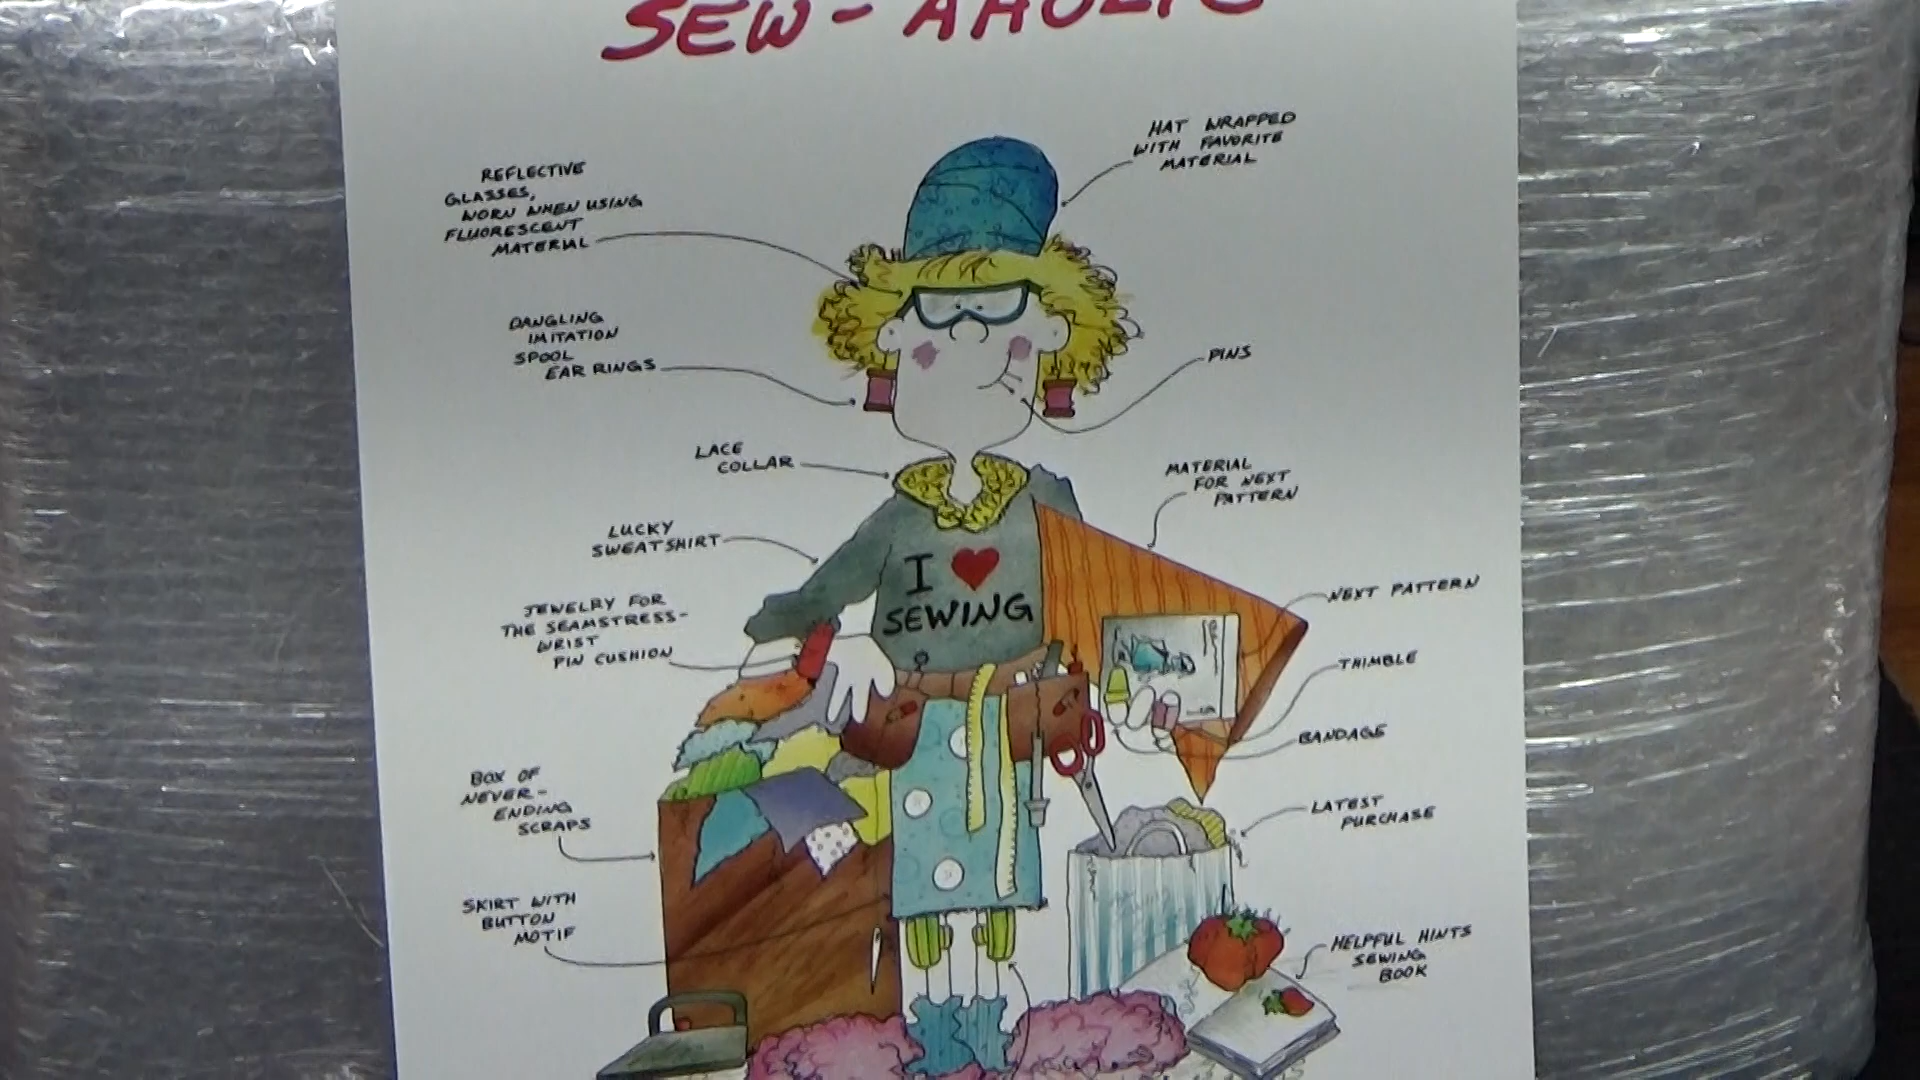 SEW-AHOLIC
HAT WRAPPED
WITH FAVORITE
MATERIAL
REFLECTIVE
GLASSES,
WORN WHEN USING
FLUORESCENT
MATERIAL
DANGLING
IMITATION
SPOOL
EAR RINGS
PINS
LACE
COLLAR
MATERIAL
FOR NEXT
PATTERN
LUCKY
SWEATSHIRT
I ❤
SEWING
NEXT PATTERN
JEWELRY FOR
THE SEAMSTRESS-
WRIST
PIN CUSHION
THIMBLE
BANDAGE
BOX OF
NEVER-
ENDING
SCRAPS
LATEST
PURCHASE
SKIRT WITH
BUTTON
MOTIF
HELPFUL HINTS
SEWING
BOOK